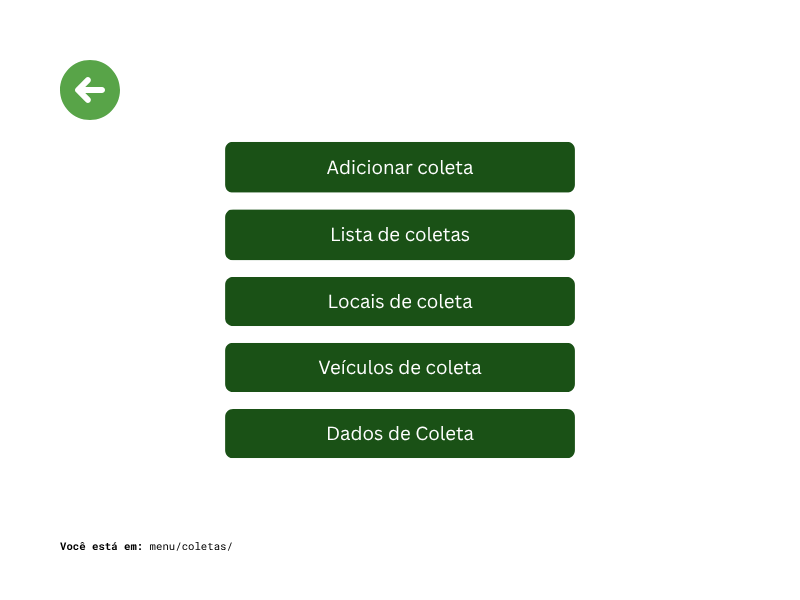 Adicionar coleta
Lista de coletas
Locais de coleta
Veículos de coleta
Dados de Coleta
Você está em: menu/coletas/